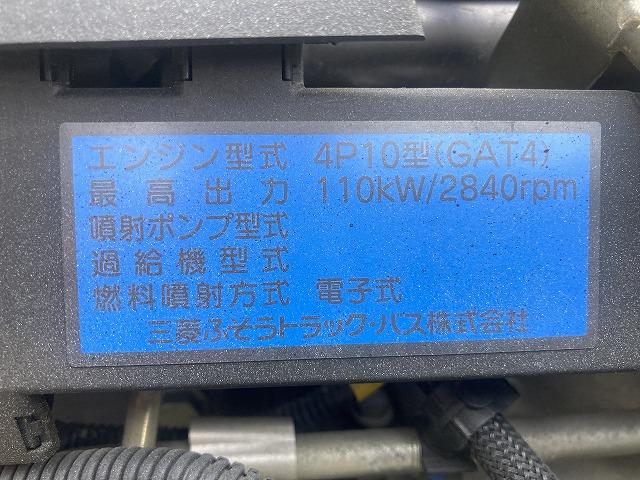 エンジン型式 4P10型(GAT4)
最高出力 110kW/2840rpm
噴射ポンプ型式
過給機型式
燃料噴射方式 電子式
三菱ふそうトラック・バス株式会社